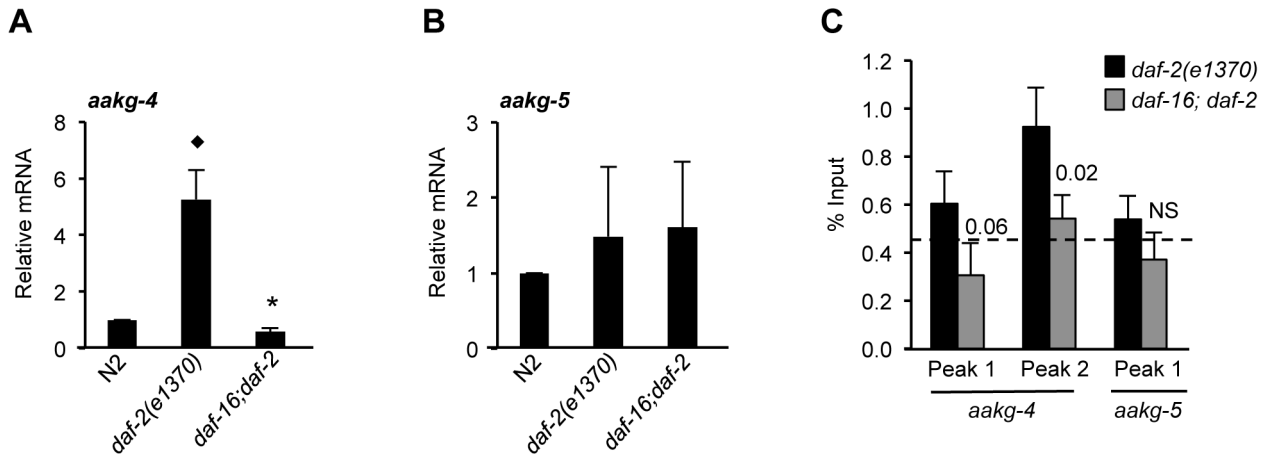 A
aakg-4
Relative mRNA
8
6
4
2
0
◆
*
N2
daf-2(e1370)
daf-16;daf-2
B
aakg-5
Relative mRNA
3
2
1
0
N2
daf-2(e1370)
daf-16;daf-2
C
daf-2(e1370)
daf-16; daf-2
% Input
1.2
1.0
0.8
0.6
0.4
0.2
0.0
0.06
0.02
NS
Peak 1 Peak 2 Peak 1
aakg-4 aakg-5